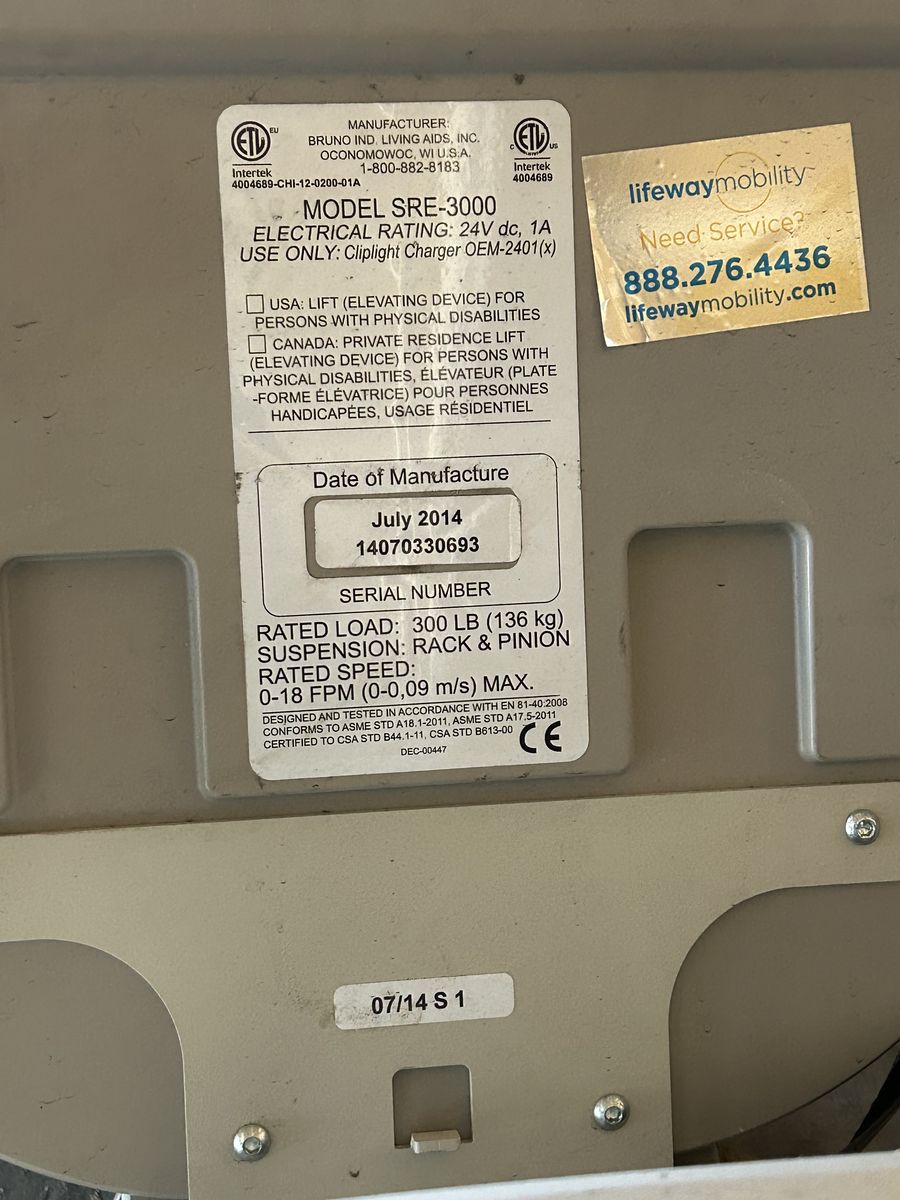 ETL EU
Intertek
4004689-CHI-12-0200-01A
MANUFACTURER:
BRUNO IND. LIVING AIDS, INC.
OCONOMOWOC, WI U.S.A.
1-800-882-8183
C ETL US
Intertek
4004689
MODEL SRE-3000
ELECTRICAL RATING: 24V dc, 1A
USE ONLY: Cliplight Charger OEM-2401(x)
USA: LIFT (ELEVATING DEVICE) FOR
PERSONS WITH PHYSICAL DISABILITIES
CANADA: PRIVATE RESIDENCE LIFT
(ELEVATING DEVICE) FOR PERSONS WITH
PHYSICAL DISABILITIES, ÉLÉVATEUR (PLATE
-FORME ÉLÉVATRICE) POUR PERSONNES
HANDICAPÉES, USAGE RÉSIDENTIEL
Date of Manufacture
July 2014
14070330693
SERIAL NUMBER
RATED LOAD: 300 LB (136 kg)
SUSPENSION: RACK & PINION
RATED SPEED:
0-18 FPM (0-0,09 m/s) MAX.
DESIGNED AND TESTED IN ACCORDANCE WITH EN 81-40:2008
CONFORMS TO ASME STD A18.1-2011, ASME STD A17.5-2011
CERTIFIED TO CSA STD B44.1-11, CSA STD B613-00
CE
DEC-00447
lifewaymobility
Need Service?
888.276.4436
lifewaymobility.com
07/14 S 1